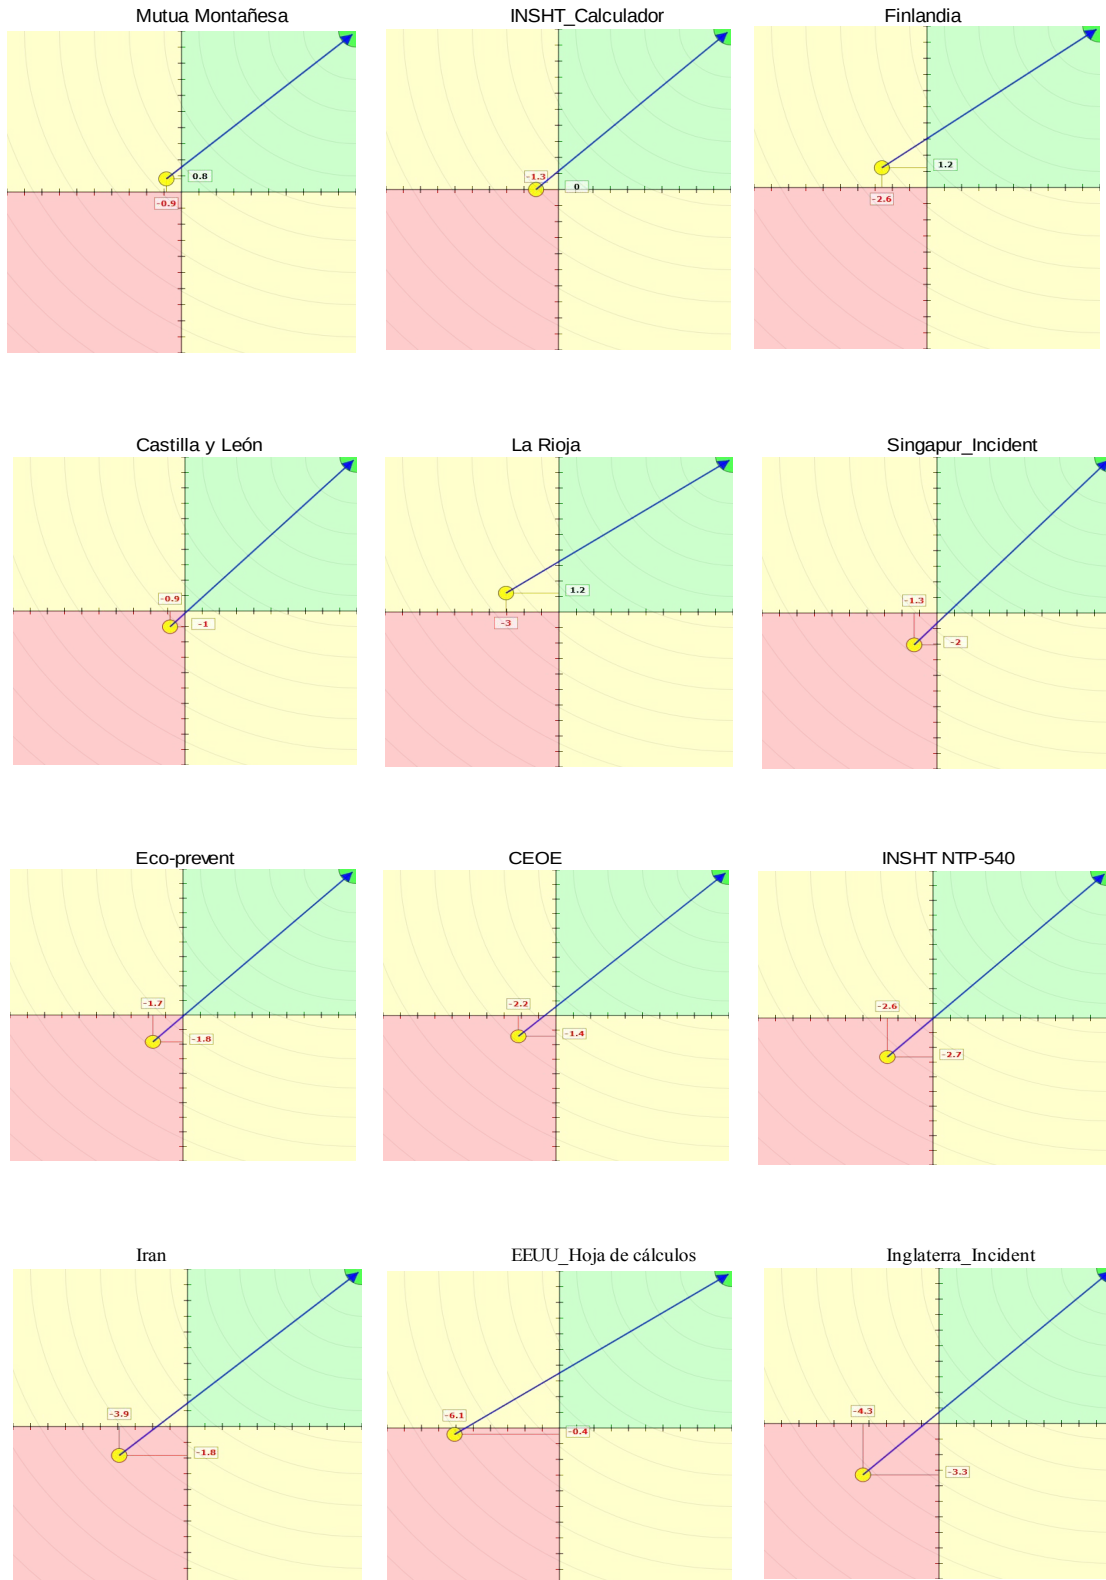 Mutua Montañesa
INSHT_Calculador
Finlandia
0.8
-0.9
-1.3
0
1.2
-2.6
Castilla y León
La Rioja
Singapur_Incident
-0.9
-1
1.2
-3
-1.3
-2
Eco-prevent
CEOE
INSHT NTP-540
-1.7
-1.8
-2.2
-1.4
-2.6
-2.7
Iran
EEUU_Hoja de cálculos
Inglaterra_Incident
-3.9
-1.8
-6.1
-0.4
-4.3
-3.3